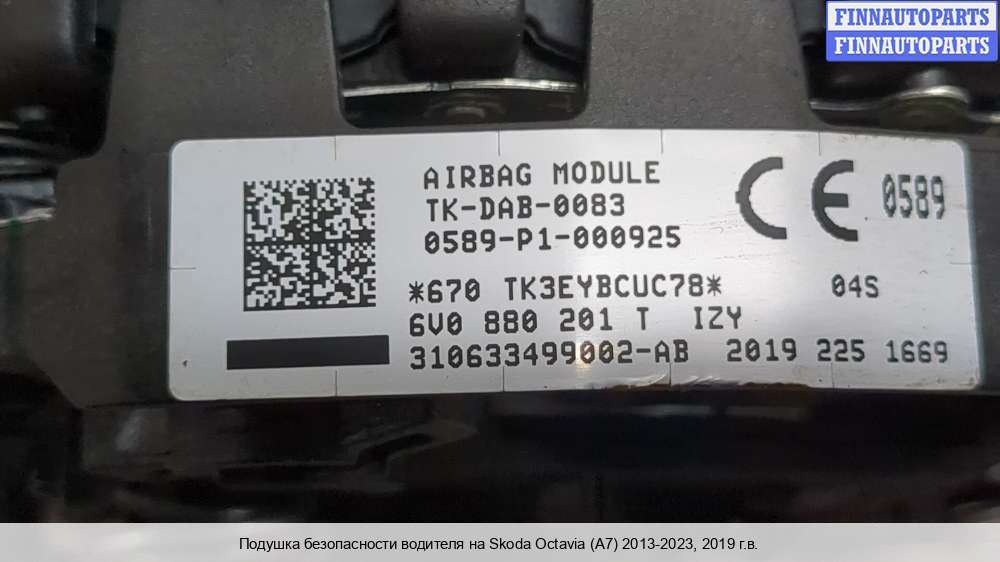 FINNAUTOPARTS
FINNAUTOPARTS
AIRBAG MODULE
TK-DAB-0083
0589-P1-000925
CE 0589
*670 TK3EYBCUC78* 04S
6V0 880 201 T IZY
310633499002-AB 2019 225 1669
Подушка безопасности водителя на Skoda Octavia (A7) 2013-2023, 2019 г.в.